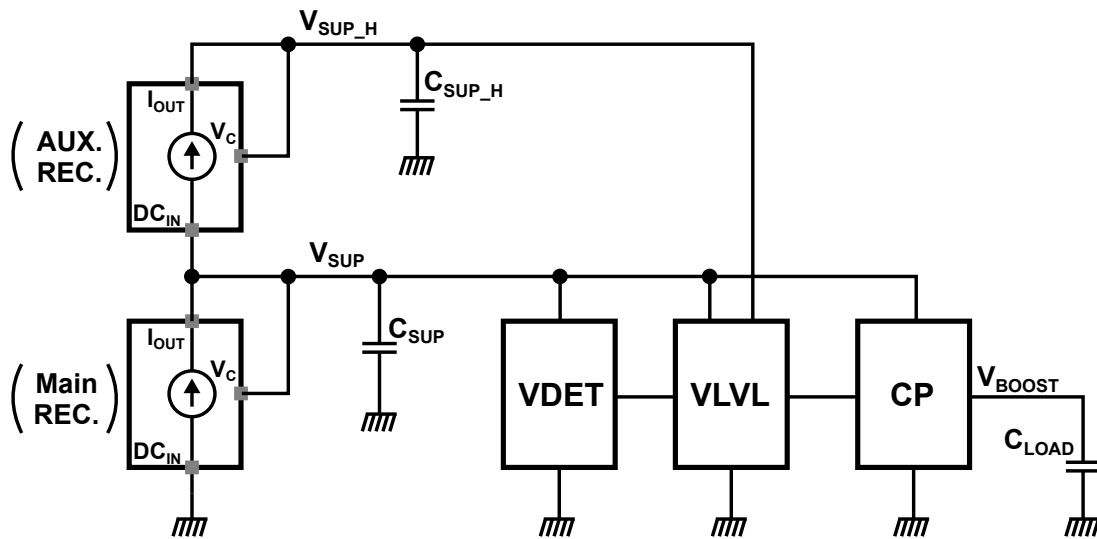 V_SUP_H
C_SUP_H
I_OUT
V_C
(AUX. REC.)
DC_IN
V_SUP
C_SUP
I_OUT
V_C
(Main REC.)
DC_IN
VDET
VLVL
CP
V_BOOST
C_LOAD